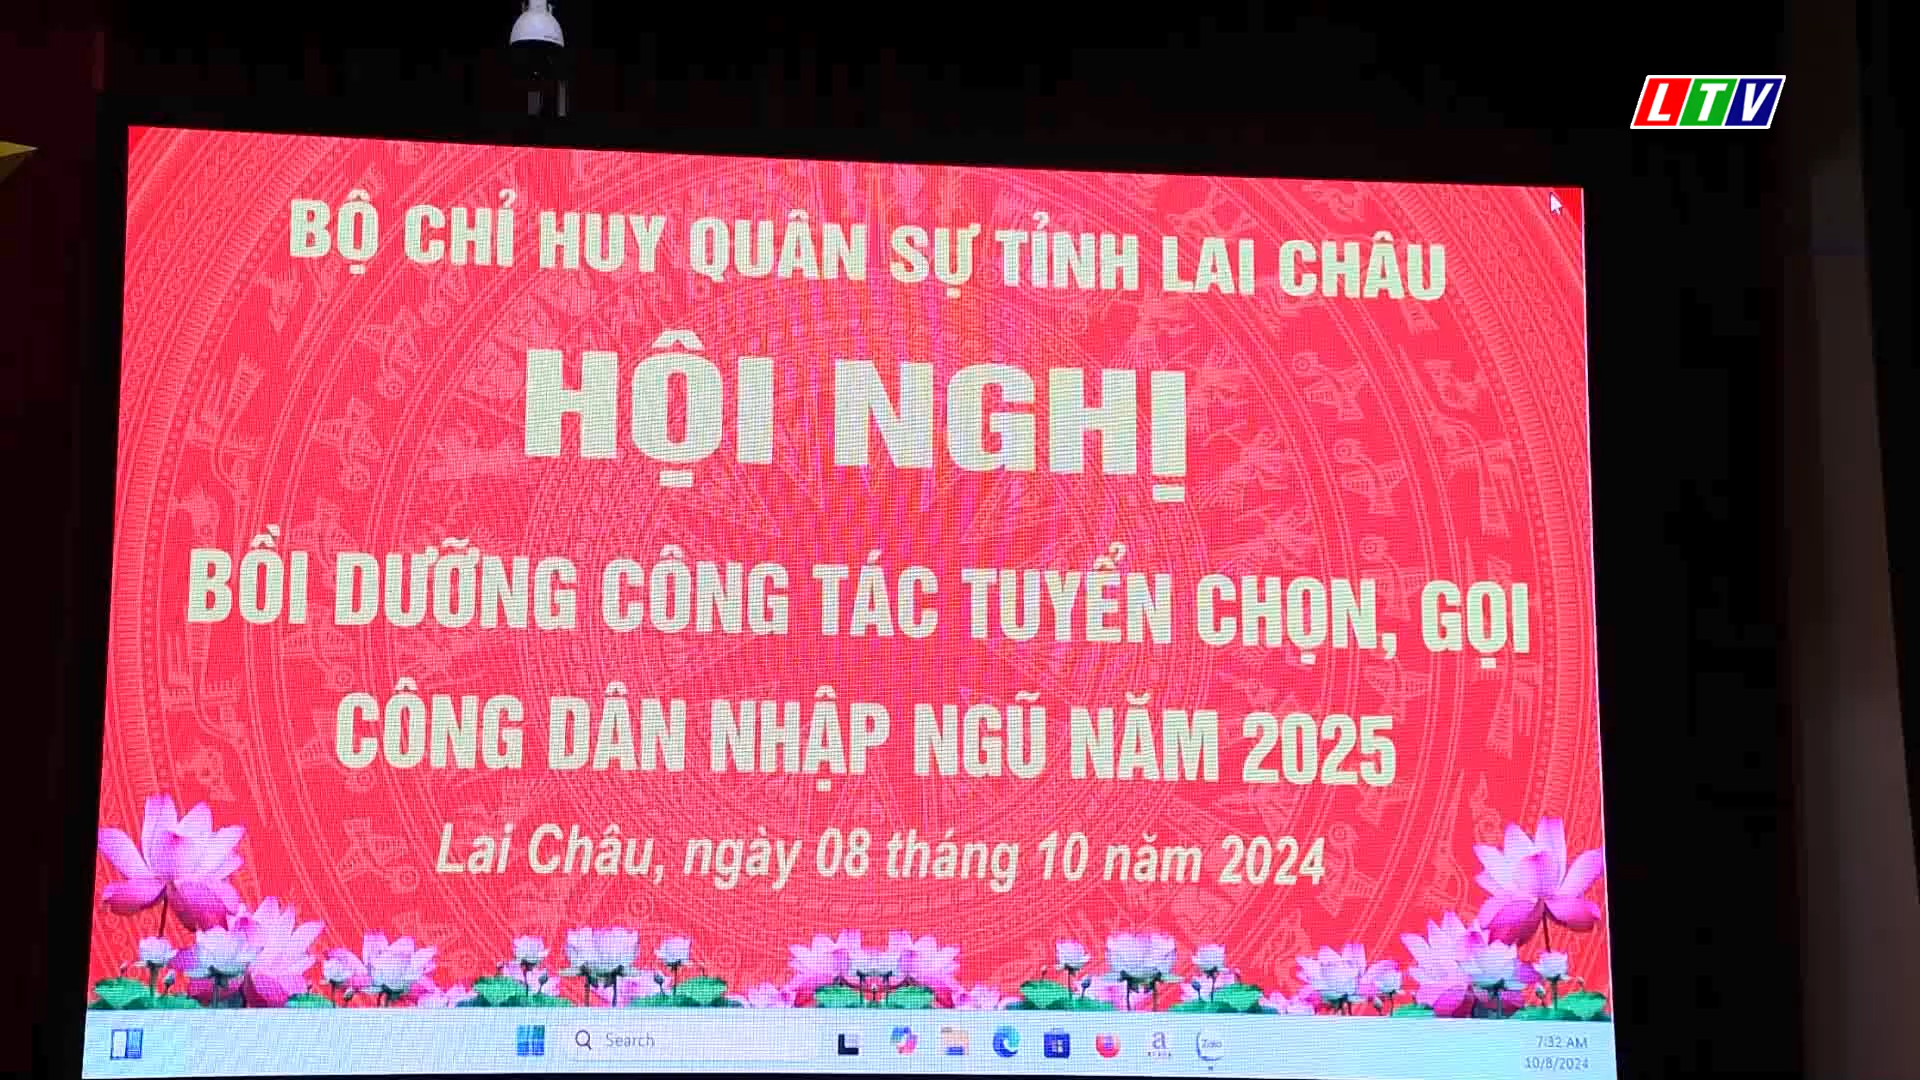 LTV
BỘ CHỈ HUY QUÂN SỰ TỈNH LAI CHÂU
HỘI NGHỊ
BỒI DƯỠNG CÔNG TÁC TUYỂN CHỌN, GỌI
CÔNG DÂN NHẬP NGŨ NĂM 2025
Lai Châu, ngày 08 tháng 10 năm 2024
Search
a
Zalo
7:32 AM
10/8/2024